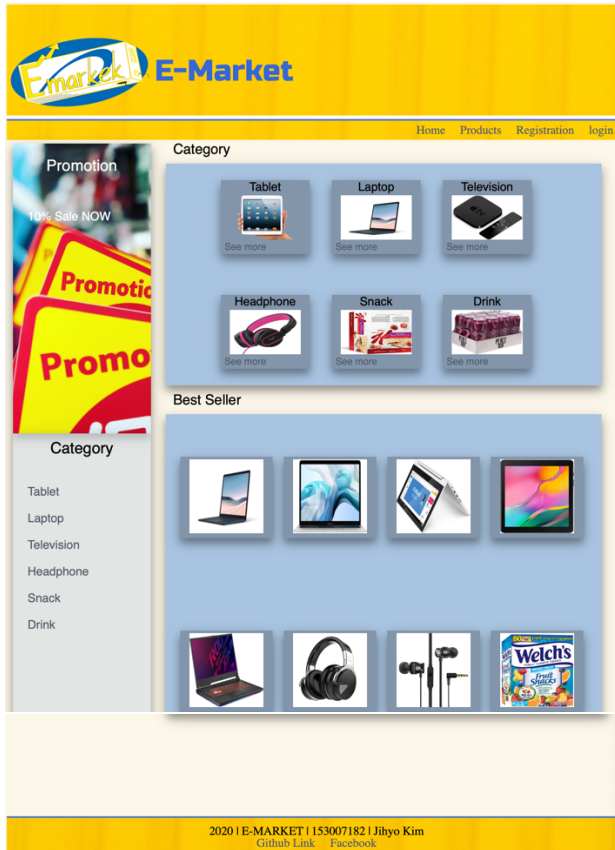 Emarket
E-Market
Home Products Registration login
Promotion
10% Sale NOW
Promotio
Promo
Category
Tablet
Laptop
Television
Headphone
Snack
Drink
Category
Tablet
See more
Laptop
See more
Television
tv
See more
Headphone
See more
Snack
See more
Drink
See more
Best Seller
Welch's
Fruit
Snacks
2020 | E-MARKET | 153007182 | Jihyo Kim
Github Link Facebook